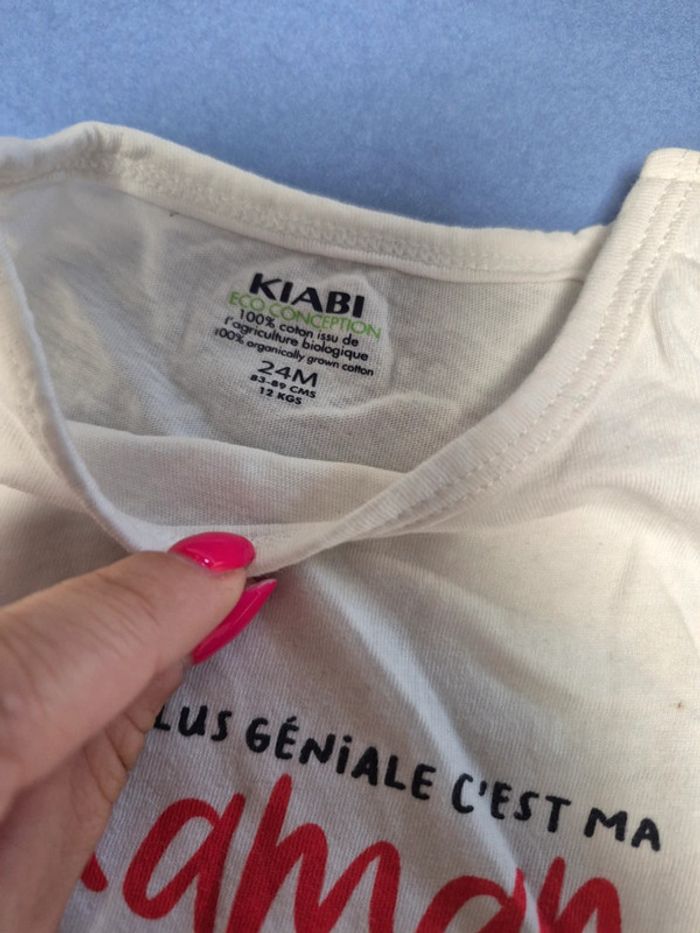 KIABI
ECO CONCEPTION
100% coton issu de
l'agriculture biologique
100% organically grown cotton
24M
83-89 CMS
12 KGS
LUS GÉNiALE C'EST MA
aman